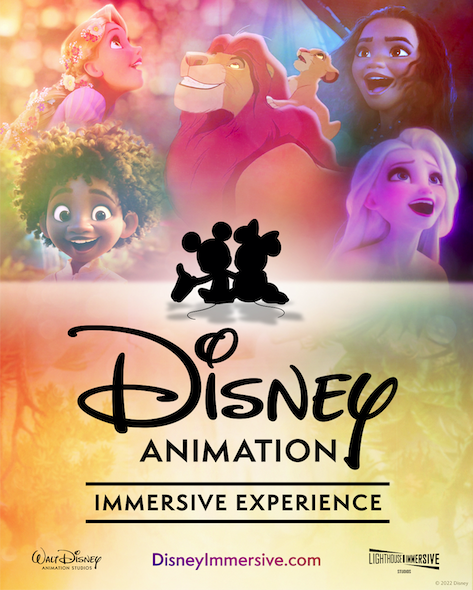 Disney
ANIMATION
IMMERSIVE EXPERIENCE
WALT DISNEY
ANIMATION STUDIOS
DisneyImmersive.com
LIGHTHOUSE IMMERSIVE
STUDIOS
© 2022 Disney